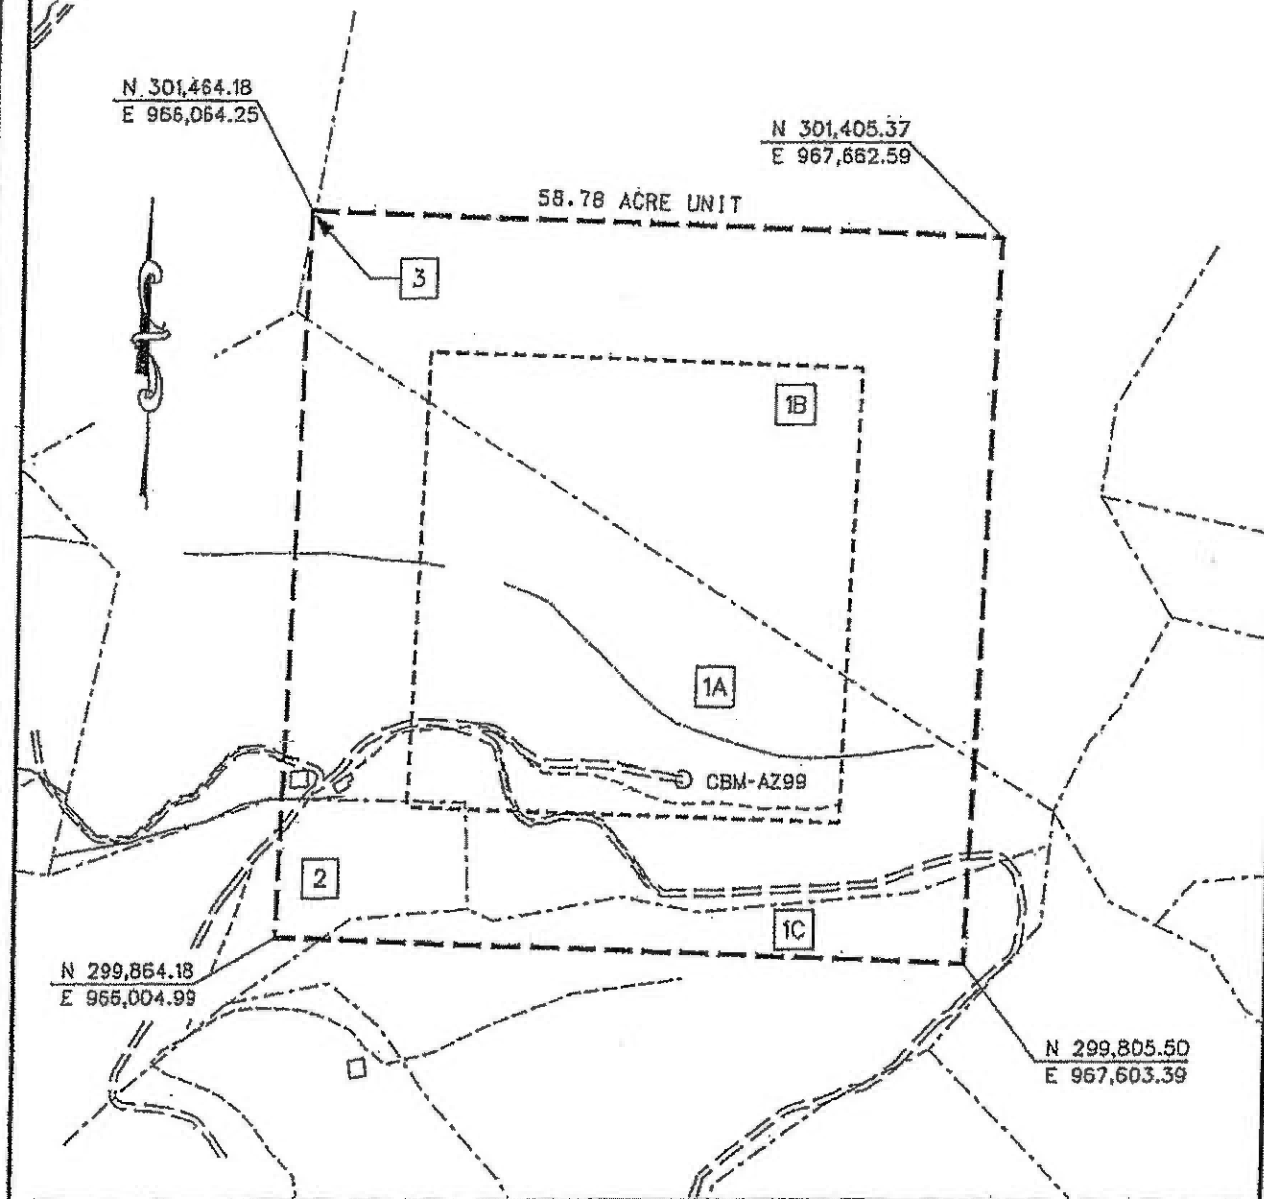 N 301,464.18
E 966,064.25
N 301,405.37
E 967,662.59
58.78 ACRE UNIT
3
1B
1A
CBM-AZ99
2
1C
N 299,864.18
E 966,004.99
N 299,805.50
E 967,603.39